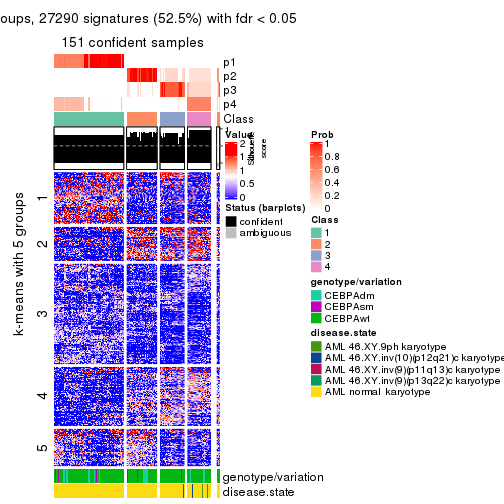 oups, 27290 signatures (52.5%) with fdr < 0.05
151 confident samples
p1
p2
p3
p4
Class
Silhouette
score
Value
2
1.5
1
0.5
0
Status (barplots)
confident
ambiguous
Prob
1
0.8
0.6
0.4
0.2
0
Class
1
2
3
4
genotype/variation
CEBPAdm
CEBPAsm
CEBPAwt
disease.state
AML 46.XY.9ph karyotype
AML 46.XY.inv(10)(p12q21)c karyotype
AML 46.XY.inv(9)(p11q13)c karyotype
AML 46.XY.inv(9)(p13q22)c karyotype
AML normal karyotype
k-means with 5 groups
1
2
3
4
5
genotype/variation
disease.state